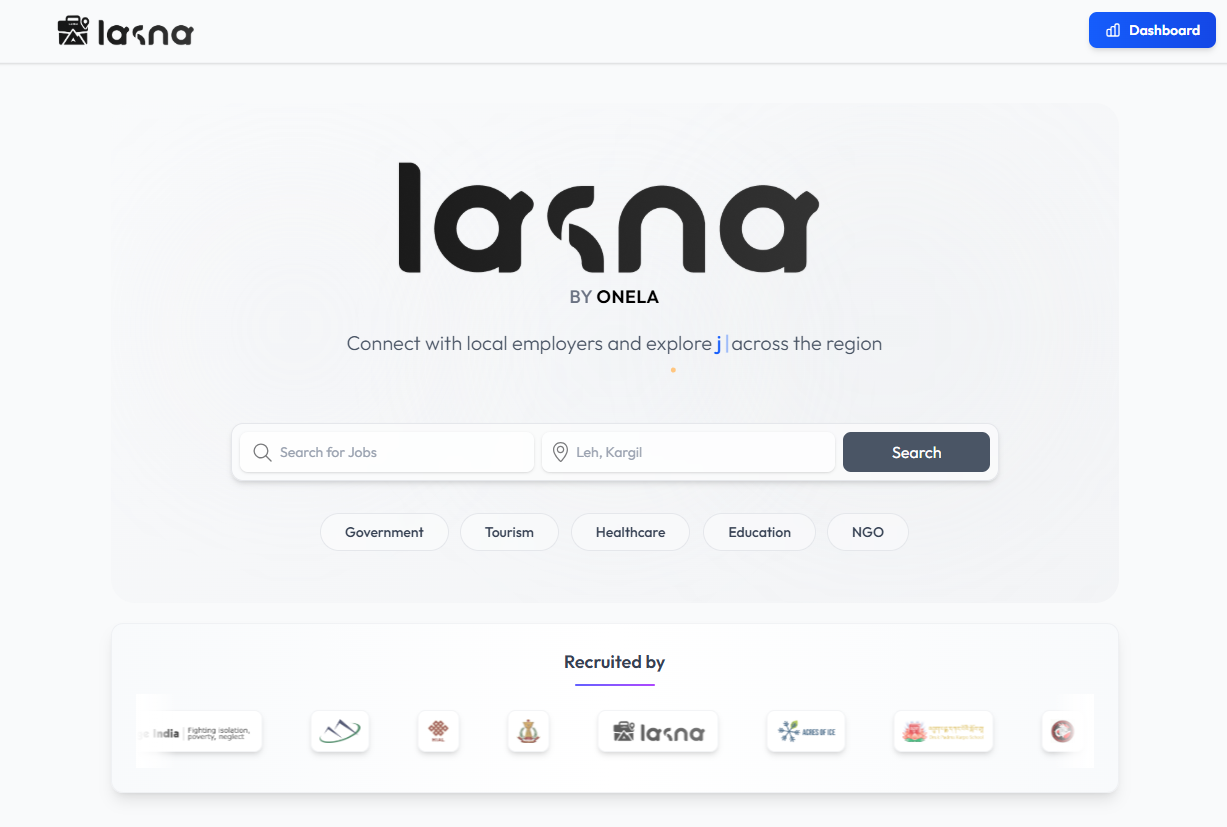 lasna
Dashboard
lasna
BY ONELA
Connect with local employers and explore j|across the region
Search for Jobs
Leh, Kargil
Search
Government
Tourism
Healthcare
Education
NGO
Recruited by
India | Fighting isolation,
poverty, neglect
lasna
ACRES OF ICE